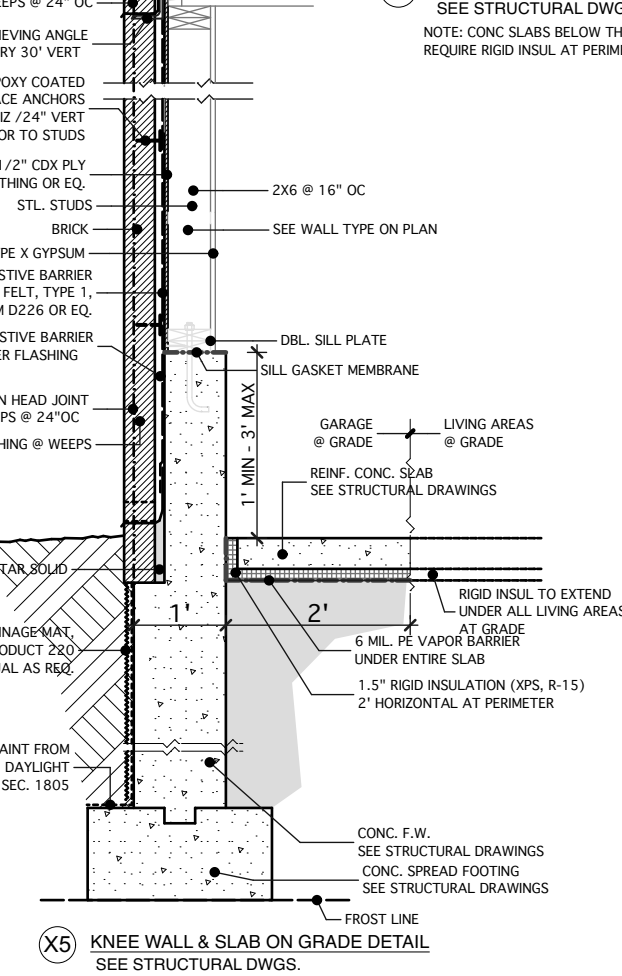 EEPS @ 24" OC
SEE STRUCTURAL DWG
NOTE: CONC SLABS BELOW TH
REQUIRE RIGID INSUL AT PERIM
IEVING ANGLE
RY 30' VERT
POXY COATED
ACE ANCHORS
IZ /24" VERT
OR TO STUDS
1/2" CDX PLY
THING OR EQ.
STL. STUDS
BRICK
YPE X GYPSUM
STIVE BARRIER
FELT, TYPE 1,
M D226 OR EQ.
STIVE BARRIER
ER FLASHING
N HEAD JOINT
PS @ 24"OC
HING @ WEEPS
TAR SOLID
INAGE MAT,
ODUCT 220
UAL AS REQ.
AINT FROM
DAYLIGHT
SEC. 1805
2X6 @ 16" OC
SEE WALL TYPE ON PLAN
DBL. SILL PLATE
SILL GASKET MEMBRANE
1' MIN - 3' MAX
GARAGE
@ GRADE
LIVING AREAS
@ GRADE
REINF. CONC. SLAB
SEE STRUCTURAL DRAWINGS
1'
2'
RIGID INSUL TO EXTEND
UNDER ALL LIVING AREAS
AT GRADE
6 MIL. PE VAPOR BARRIER
UNDER ENTIRE SLAB
1.5" RIGID INSULATION (XPS, R-15)
2' HORIZONTAL AT PERIMETER
CONC. F.W.
SEE STRUCTURAL DRAWINGS
CONC. SPREAD FOOTING
SEE STRUCTURAL DRAWINGS
FROST LINE
X5
KNEE WALL & SLAB ON GRADE DETAIL
SEE STRUCTURAL DWGS.